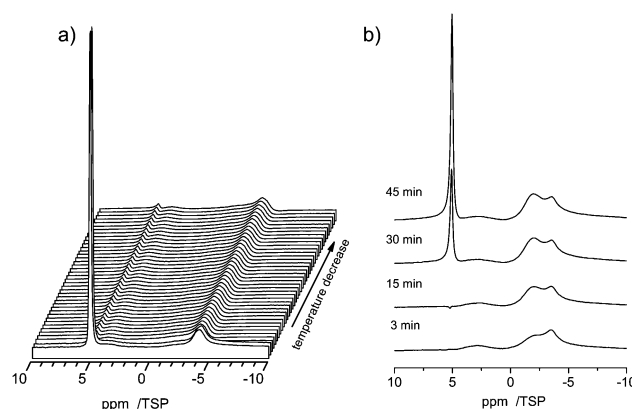 a)
temperature decrease
10 5 0 -5 -10
ppm /TSP
b)
45 min
30 min
15 min
3 min
10 5 0 -5 -10
ppm /TSP